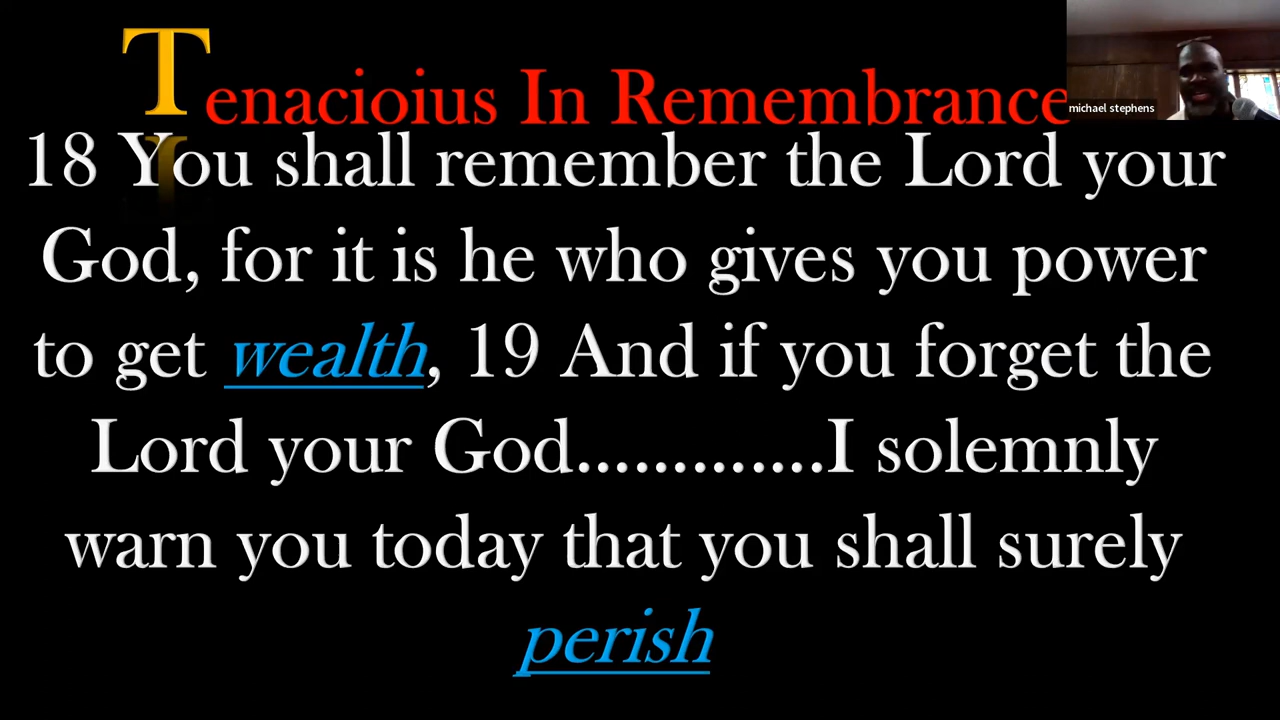 Tenacioius In Remembrance
michael stephens
18 You shall remember the Lord your
God, for it is he who gives you power
to get wealth, 19 And if you forget the
Lord your God.............I solemnly
warn you today that you shall surely
perish